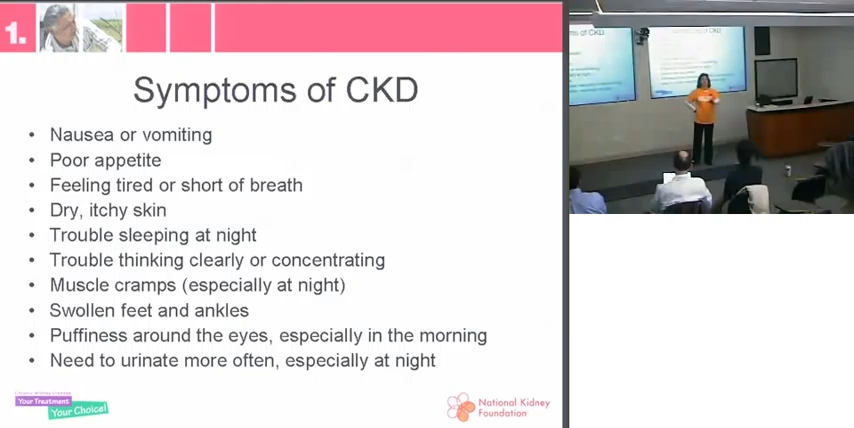 1.
Symptoms of CKD
• Nausea or vomiting
• Poor appetite
• Feeling tired or short of breath
• Dry, itchy skin
• Trouble sleeping at night
• Trouble thinking clearly or concentrating
• Muscle cramps (especially at night)
• Swollen feet and ankles
• Puffiness around the eyes, especially in the morning
• Need to urinate more often, especially at night
Your Treatment
Your Choice!
National Kidney
Foundation